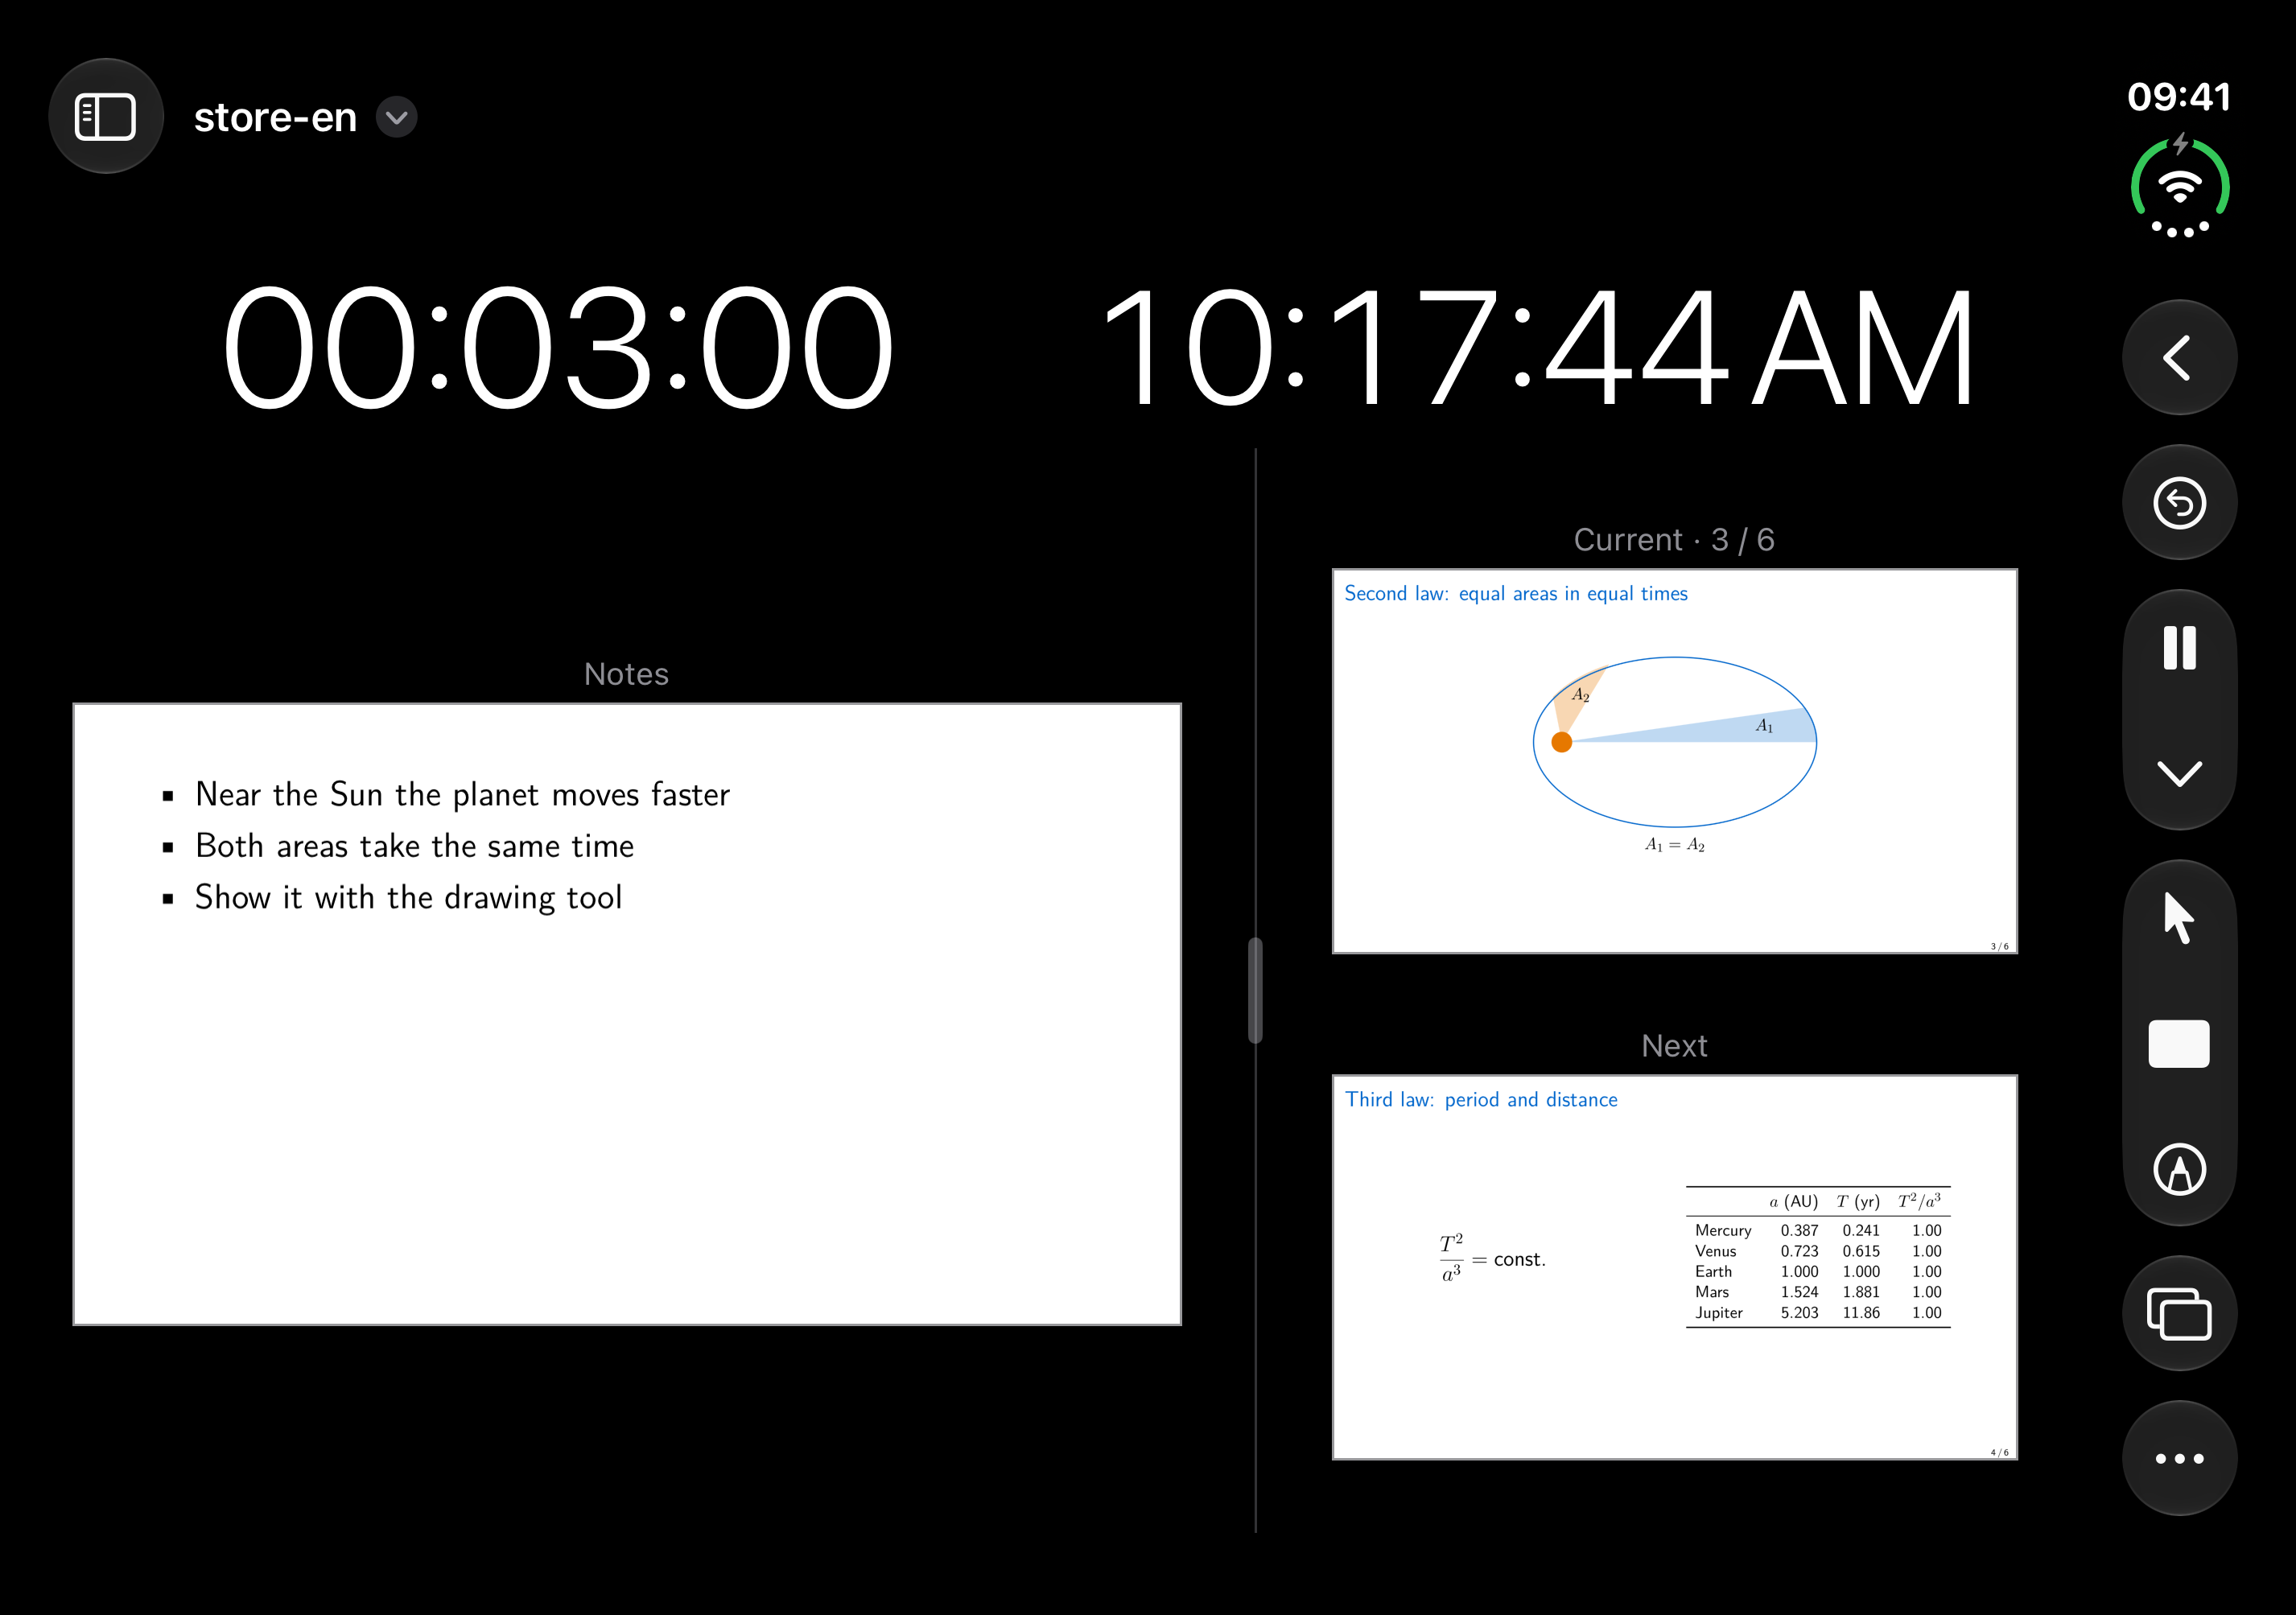 store-en
09:41
00:03:00
10:17:44 AM
Notes
Near the Sun the planet moves faster
Both areas take the same time
Show it with the drawing tool
Current · 3 / 6
Second law: equal areas in equal times
A2
A1
A1 = A2
3 / 6
Next
Third law: period and distance
T^2/a^3 = const.
a (AU) T (yr) T^2/a^3
Mercury 0.387 0.241 1.00
Venus 0.723 0.615 1.00
Earth 1.000 1.000 1.00
Mars 1.524 1.881 1.00
Jupiter 5.203 11.86 1.00
4 / 6